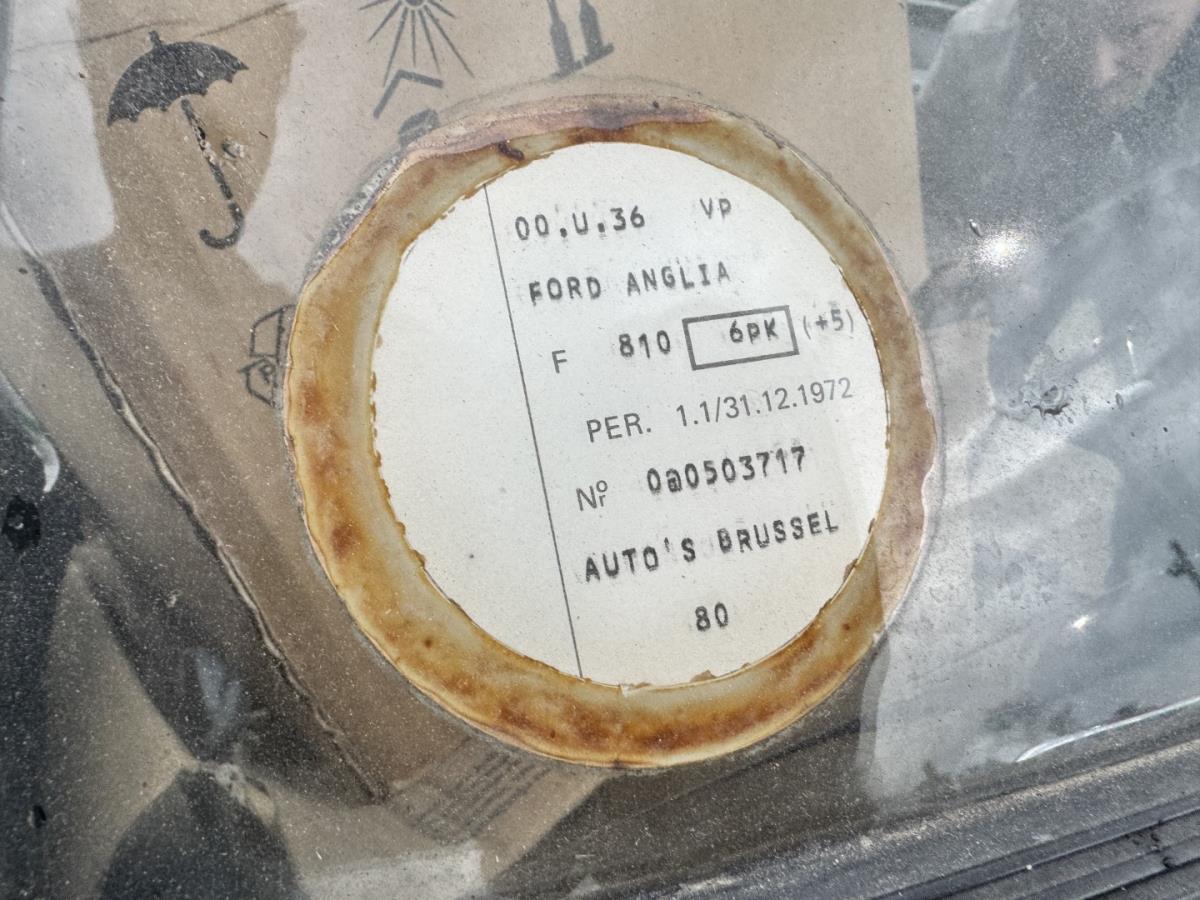 00.U.36 VP
FORD ANGLIA
F 810 6PK (+5)
PER. 1.1/31.12.1972
Nº 0a0503717
AUTO'S BRUSSEL
80